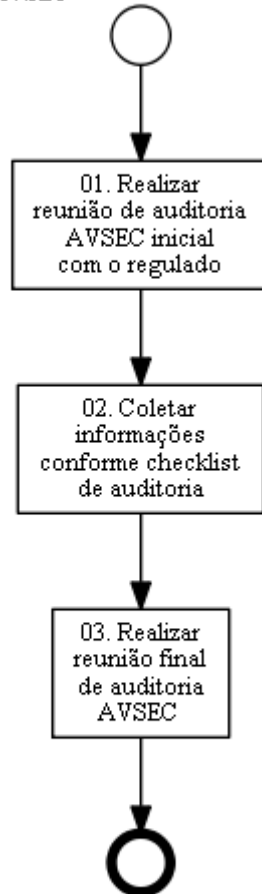 01. Realizar
reunião de auditoria
AVSEC inicial
com o regulado
02. Coletar
informações
conforme checklist
de auditoria
03. Realizar
reunião final
de auditoria
AVSEC